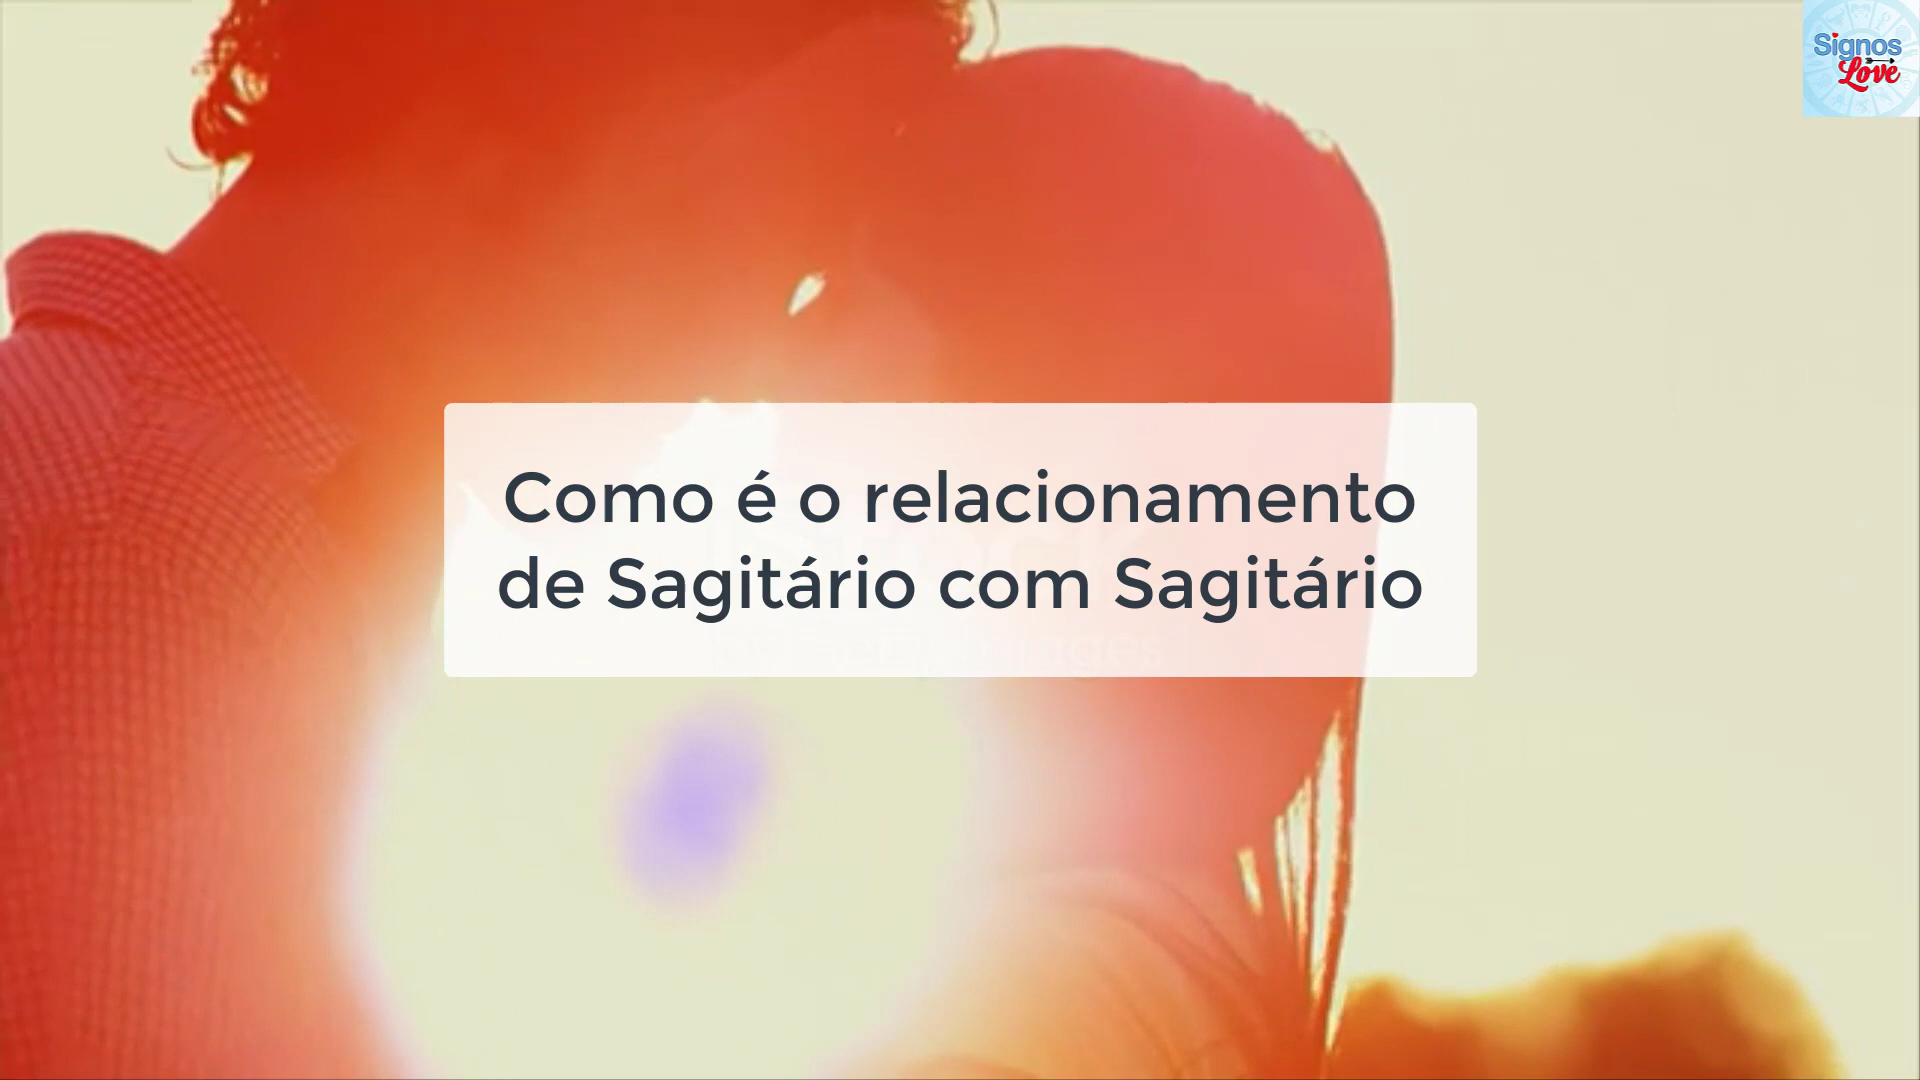 Signos
Love
Como é o relacionamento
de Sagitário com Sagitário